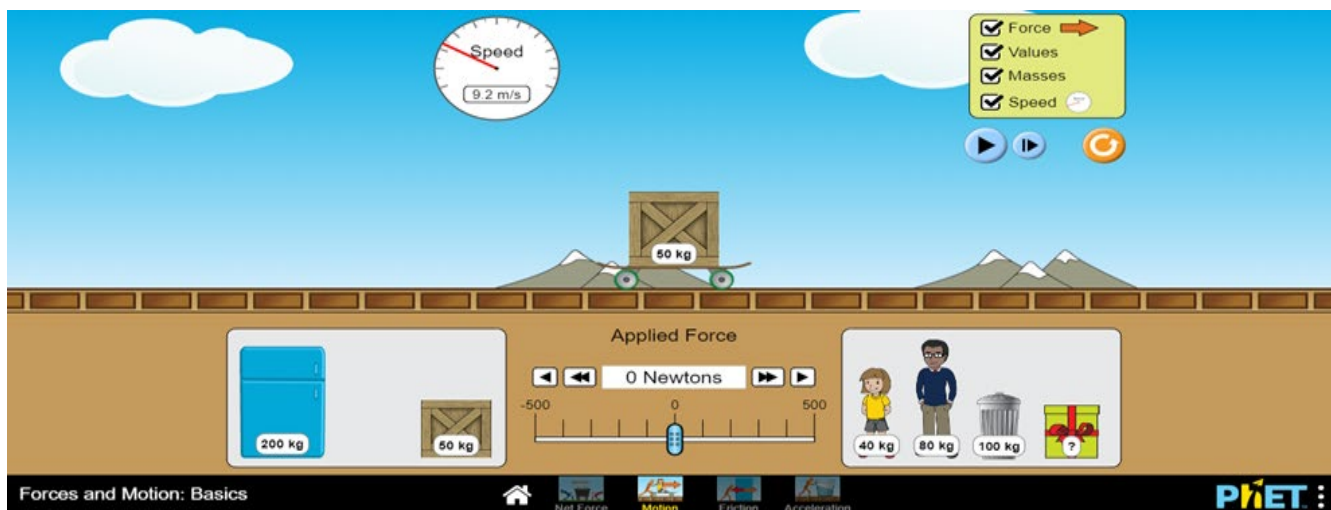 Speed
9.2 m/s
Force
Values
Masses
Speed
50 kg
Applied Force
0 Newtons
-500 0 500
200 kg
50 kg
40 kg
80 kg
100 kg
?
Forces and Motion: Basics
Net Force
Motion
Friction
Acceleration
PhET